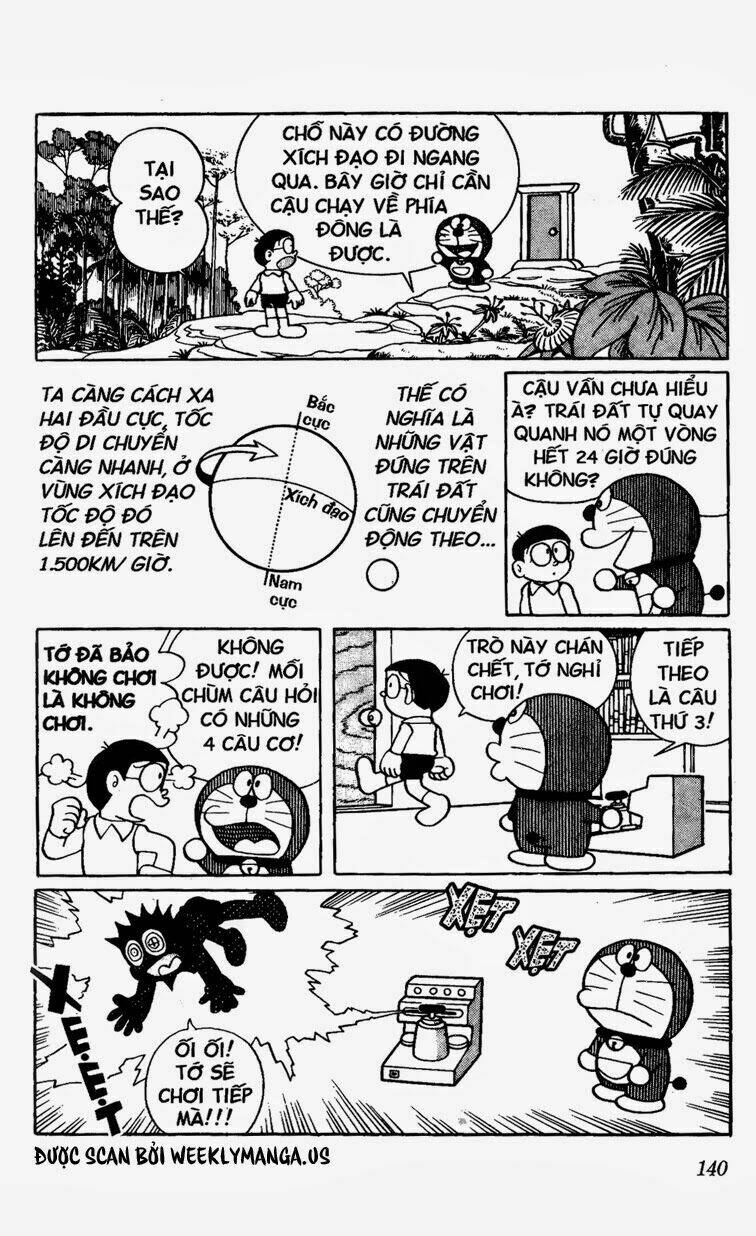 TẠI
SAO
THẾ?
CHỖ NÀY CÓ ĐƯỜNG
XÍCH ĐẠO ĐI NGANG
QUA. BÂY GIỜ CHỈ CẦN
CẬU CHẠY VỀ PHÍA
ĐÔNG LÀ
ĐƯỢC.
TA CÀNG CÁCH XA
HAI ĐẦU CỰC, TỐC
ĐỘ DI CHUYỂN
CÀNG NHANH, Ở
VÙNG XÍCH ĐẠO
TỐC ĐỘ ĐÓ
LÊN ĐẾN TRÊN
1.500KM/ GIỜ.
Bắc
cực
Xích đạo
Nam
cực
THẾ CÓ
NGHĨA LÀ
NHỮNG VẬT
ĐỨNG TRÊN
TRÁI ĐẤT
CŨNG CHUYỂN
ĐỘNG THEO...
CẬU VẪN CHƯA HIỂU
À? TRÁI ĐẤT TỰ QUAY
QUANH NÓ MỘT VÒNG
HẾT 24 GIỜ ĐÚNG
KHÔNG?
TỚ ĐÃ BẢO
KHÔNG CHƠI
LÀ KHÔNG
CHƠI.
KHÔNG
ĐƯỢC! MỖI
CHÙM CÂU HỎI
CÓ NHỮNG
4 CÂU CƠ!
TRÒ NÀY CHÁN
CHẾT, TỚ NGHỈ
CHƠI!
TIẾP
THEO
LÀ CÂU
THỨ 3!
XẸT
XẸT
X.E.E.T
ỐI ỐI!
TỚ SẼ
CHƠI TIẾP
MÀ!!!
ĐƯỢC SCAN BỞI WEEKLYMANGA.US
140